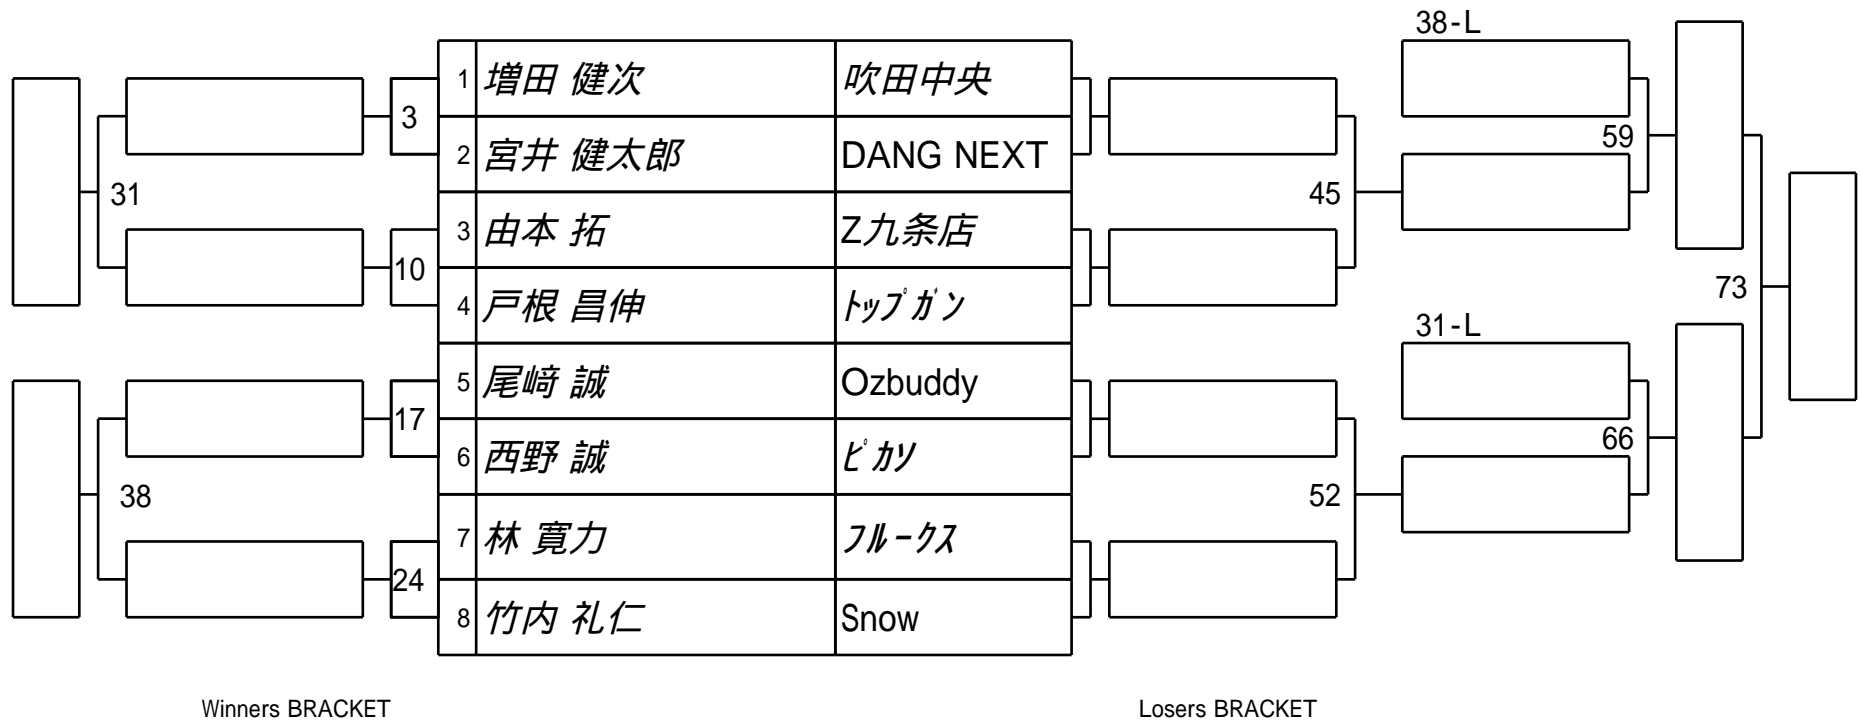 38-L
1 増田 健次 吹田中央
3
59
2 宮井 健太郎 DANG NEXT
31
45
3 由本 拓 Z九条店
10
73
4 戸根 昌伸 ﾄｯﾌﾟｶﾞﾝ
31-L
5 尾﨑 誠 Ozbuddy
17
66
6 西野 誠 ﾋﾟｶｿ
38
52
7 林 寛力 ﾌﾙｰｸｽ
24
8 竹内 礼仁 Snow
Winners BRACKET
Losers BRACKET